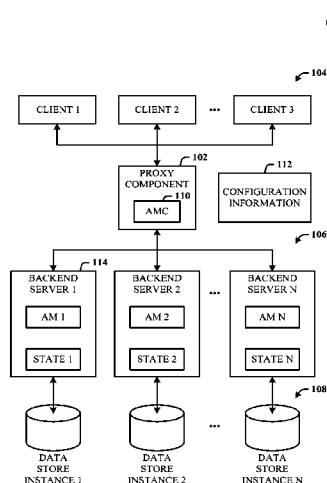 104
CLIENT 1
CLIENT 2
...
CLIENT 3
102
PROXY
COMPONENT
110
AMC
112
CONFIGURATION
INFORMATION
106
114
BACKEND
SERVER 1
AM 1
STATE 1
BACKEND
SERVER 2
AM 2
STATE 2
...
BACKEND
SERVER N
AM N
STATE N
108
DATA
STORE
INSTANCE 1
DATA
STORE
INSTANCE 2
...
DATA
STORE
INSTANCE N